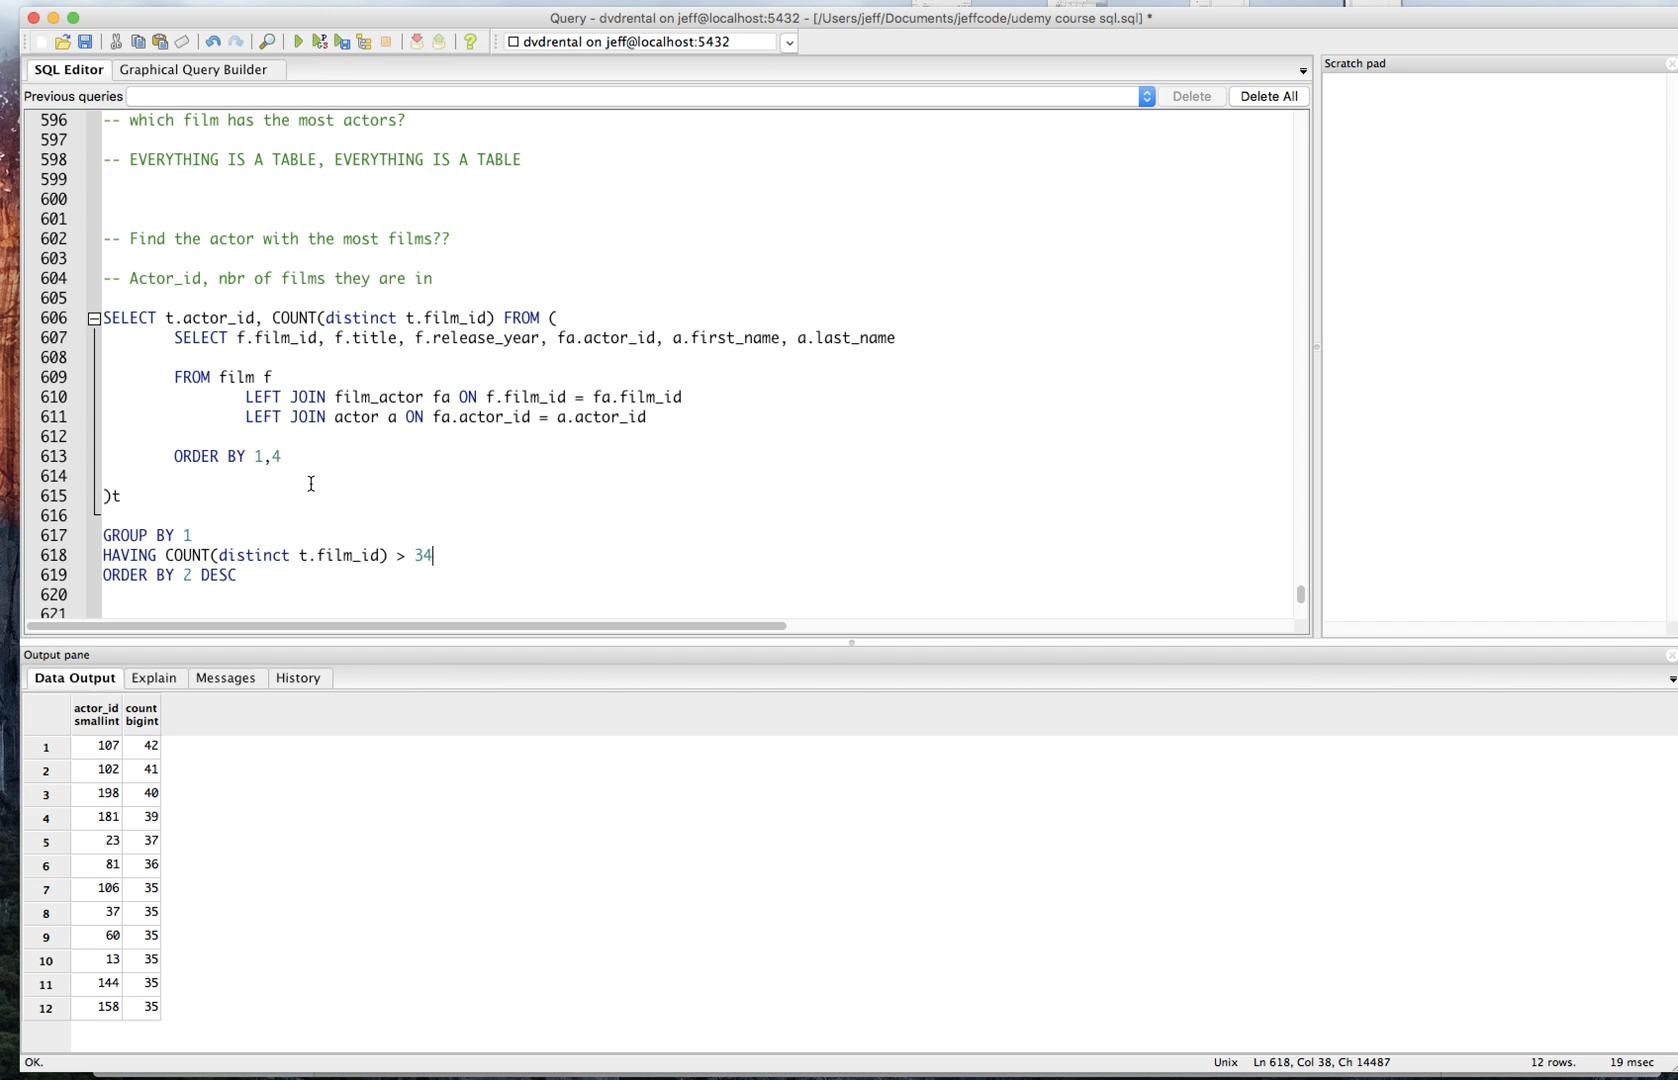 Query - dvdrental on jeff@localhost:5432 - [/Users/jeff/Documents/jeffcode/udemy course sql.sql] *
dvdrental on jeff@localhost:5432
SQL Editor Graphical Query Builder
Scratch pad
Previous queries Delete Delete All
596 -- which film has the most actors?
597
598 -- EVERYTHING IS A TABLE, EVERYTHING IS A TABLE
599
600
601
602 -- Find the actor with the most films??
603
604 -- Actor_id, nbr of films they are in
605
606 SELECT t.actor_id, COUNT(distinct t.film_id) FROM (
607 SELECT f.film_id, f.title, f.release_year, fa.actor_id, a.first_name, a.last_name
608
609 FROM film f
610 LEFT JOIN film_actor fa ON f.film_id = fa.film_id
611 LEFT JOIN actor a ON fa.actor_id = a.actor_id
612
613 ORDER BY 1,4
614
615 )t
616
617 GROUP BY 1
618 HAVING COUNT(distinct t.film_id) > 34
619 ORDER BY 2 DESC
620
621
Output pane
Data Output Explain Messages History
actor_id count
smallint bigint
1 107 42
2 102 41
3 198 40
4 181 39
5 23 37
6 81 36
7 106 35
8 37 35
9 60 35
10 13 35
11 144 35
12 158 35
OK. Unix Ln 618, Col 38, Ch 14487 12 rows. 19 msec